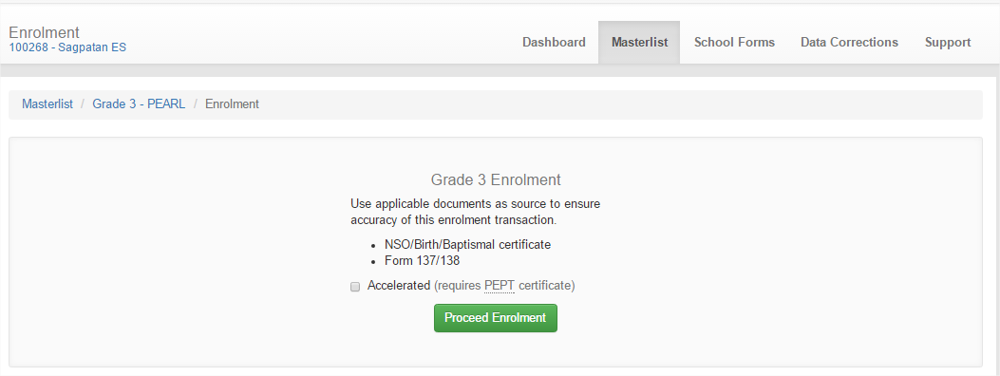 Enrolment
100268 - Sagpatan ES
Dashboard Masterlist School Forms Data Corrections Support
Masterlist / Grade 3 - PEARL / Enrolment
Grade 3 Enrolment
Use applicable documents as source to ensure
accuracy of this enrolment transaction.
• NSO/Birth/Baptismal certificate
• Form 137/138
Accelerated (requires PEPT certificate)
Proceed Enrolment